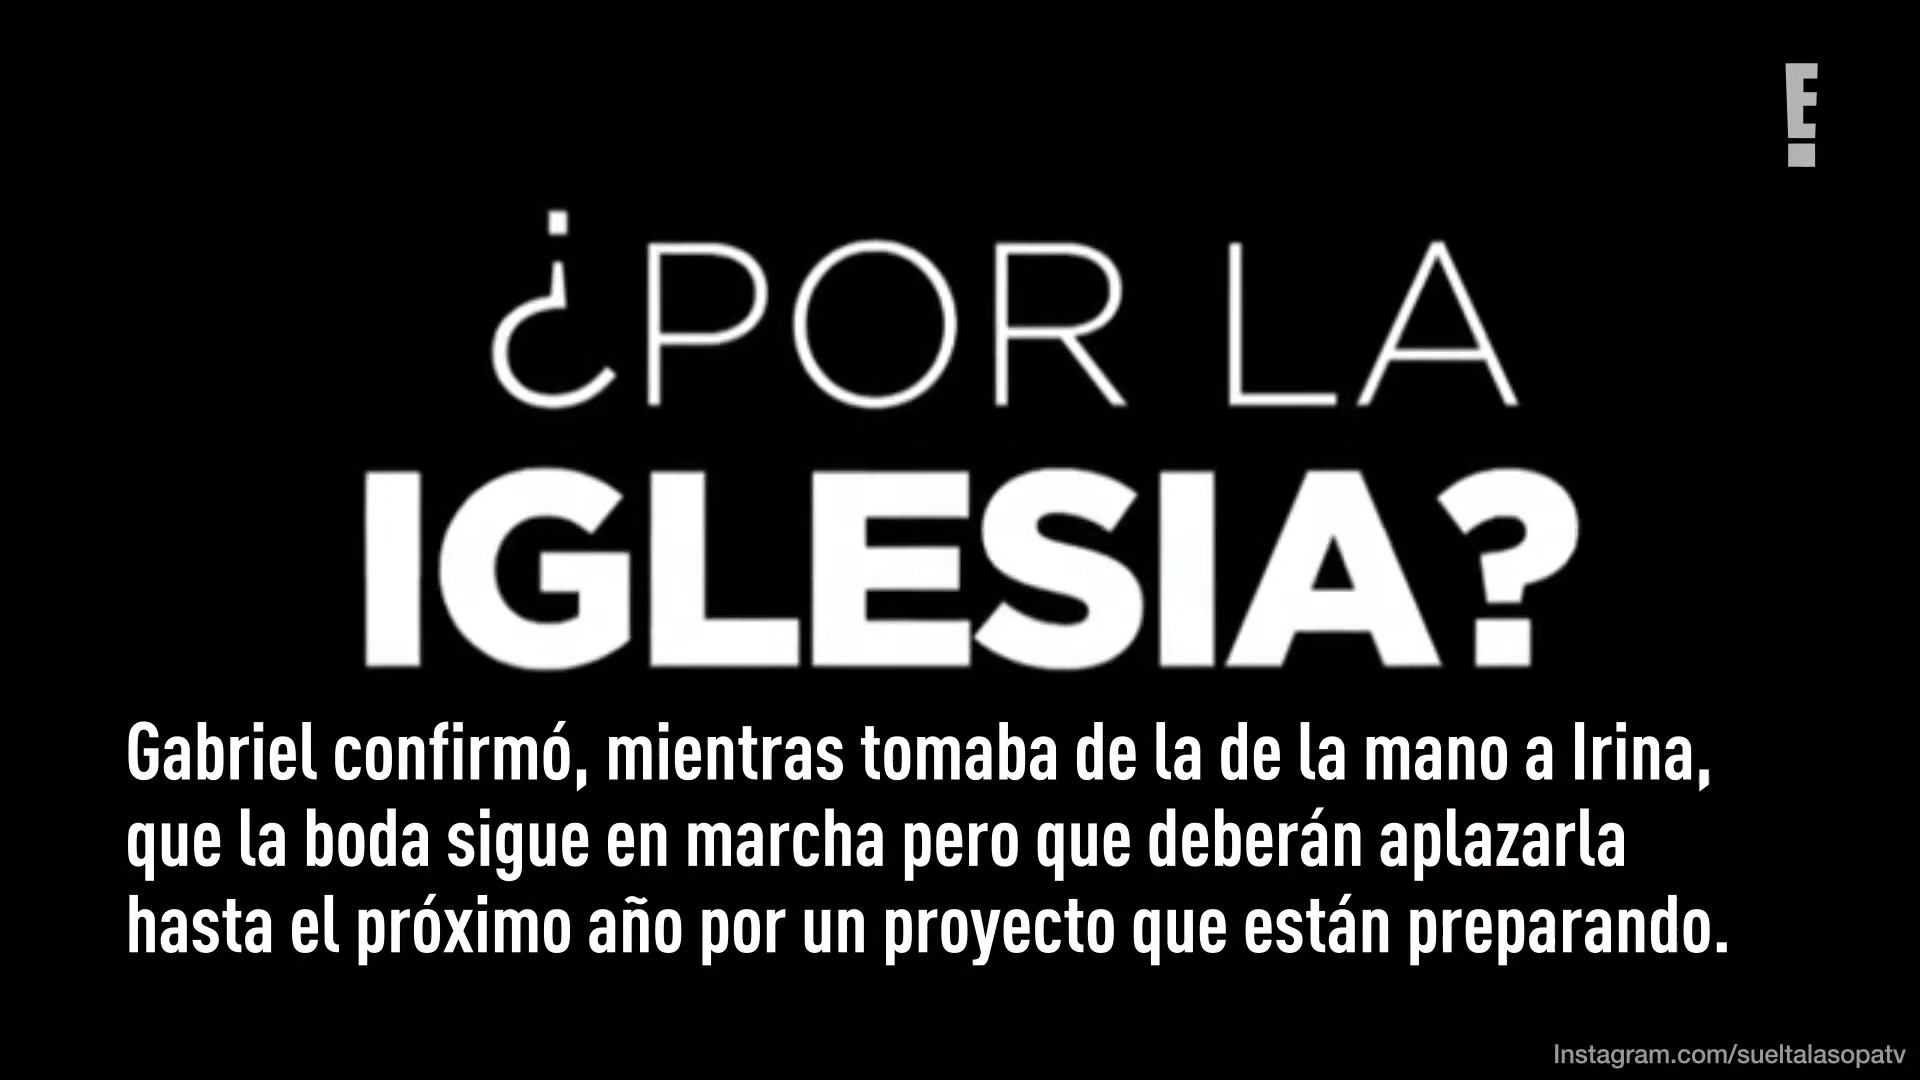 E!
¿POR LA
IGLESIA?
Gabriel confirmó, mientras tomaba de la de la mano a Irina,
que la boda sigue en marcha pero que deberán aplazarla
hasta el próximo año por un proyecto que están preparando.
Instagram.com/sueltalasopatv